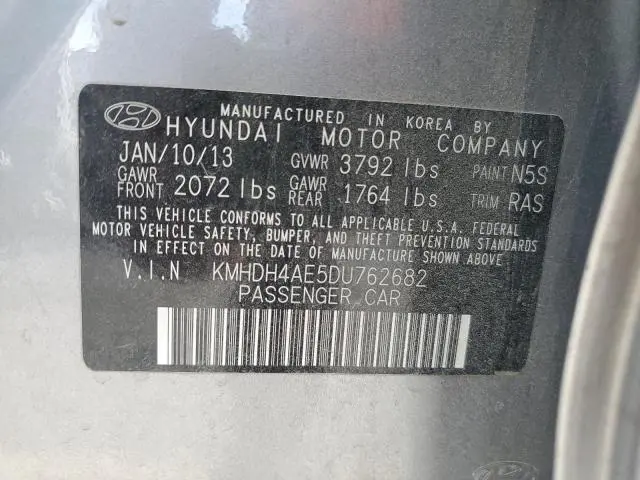 MANUFACTURED IN KOREA BY
HYUNDAI MOTOR COMPANY
JAN/10/13 GVWR 3792 lbs PAINT N5S
GAWR FRONT 2072 lbs GAWR REAR 1764 lbs TRIM RAS
THIS VEHICLE CONFORMS TO ALL APPLICABLE U.S.A. FEDERAL
MOTOR VEHICLE SAFETY, BUMPER, AND THEFT PREVENTION STANDARDS
IN EFFECT ON THE DATE OF MANUFACTURE SHOWN ABOVE.
V.I.N KMHDH4AE5DU762682
PASSENGER CAR